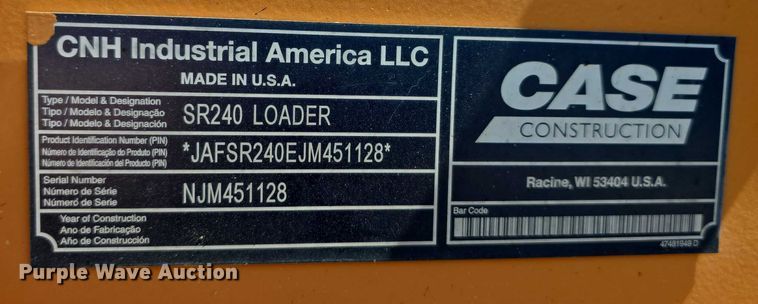 CNH Industrial America LLC
MADE IN U.S.A.
Type / Model & Designation
Tipo / Modelo & Designação
Tipo / Modelo & Designación
SR240 LOADER
Product Identification Number (PIN)
Número de Identificação do Produto (PIN)
Número de Identificación del Producto (PIN)
*JAFSR240EJM451128*
Serial Number
Número de Série
Número de Serie
NJM451128
Year of Construction
Ano de Fabricação
Año de Construcción
CASE
CONSTRUCTION
Racine, WI 53404 U.S.A.
Bar Code
47481949 D
Purple Wave Auction